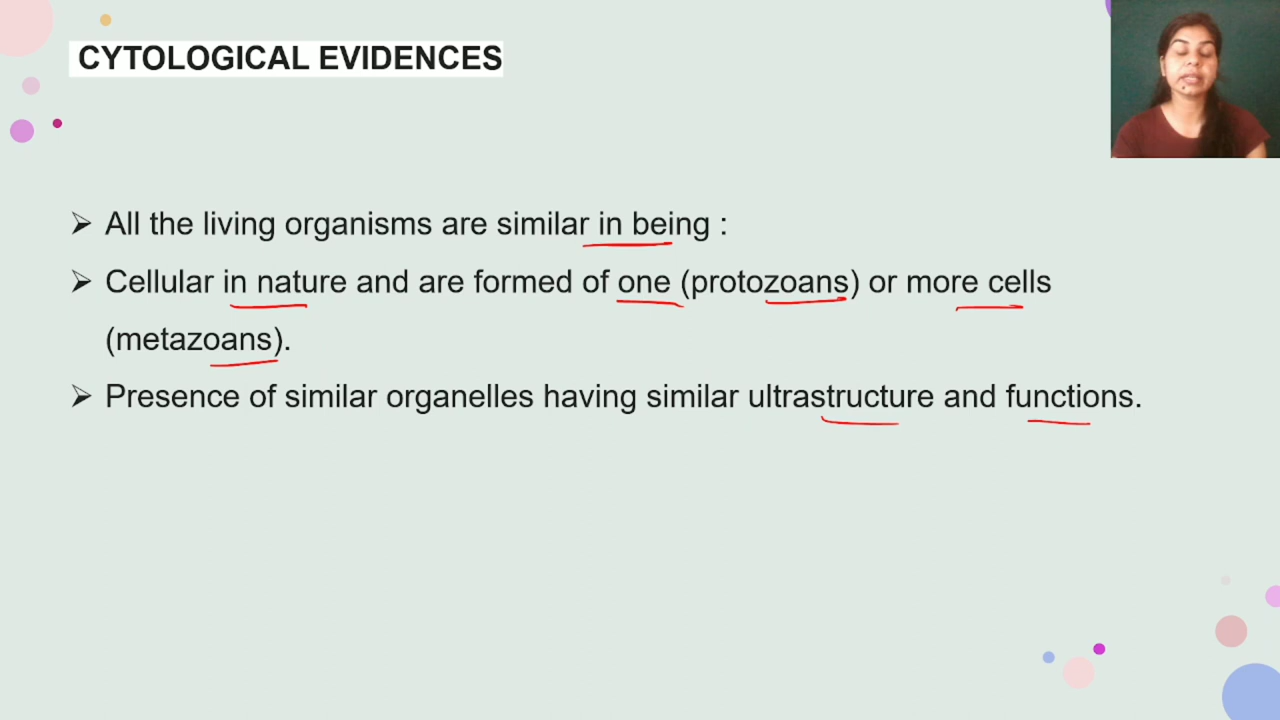 CYTOLOGICAL EVIDENCES
➢ All the living organisms are similar in being :
➢ Cellular in nature and are formed of one (protozoans) or more cells
(metazoans).
➢ Presence of similar organelles having similar ultrastructure and functions.